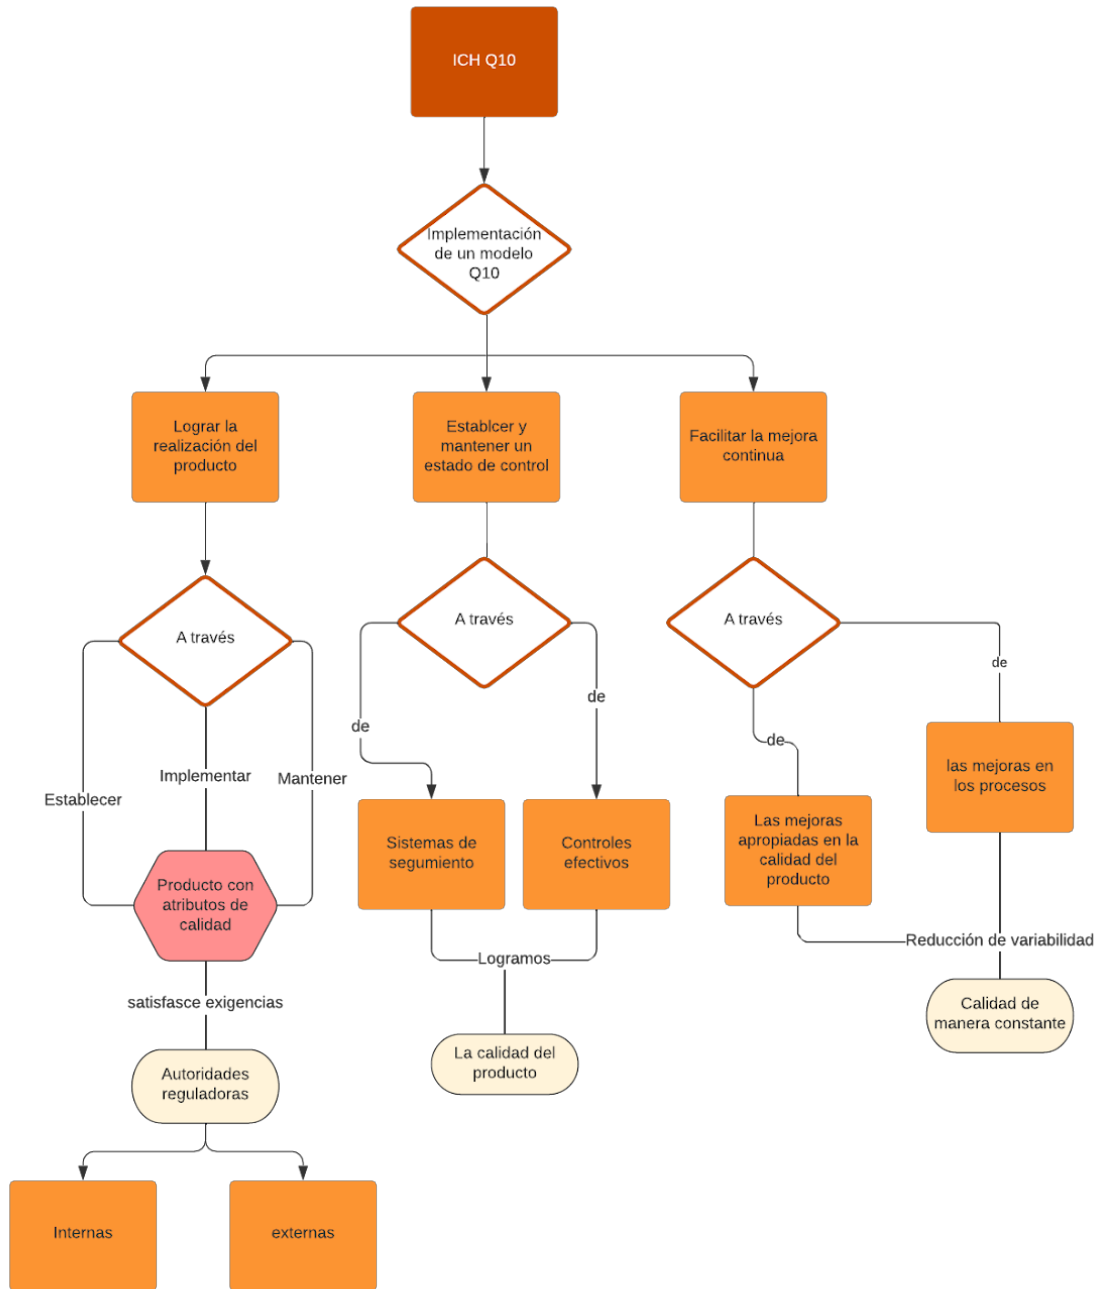 ICH Q10
Implementación
de un modelo
Q10
Lograr la
realización del
producto
Establcer y
mantener un
estado de control
Facilitar la mejora
continua
A través
A través
A través
Establecer
Implementar
Mantener
de
de
de
de
Producto con
atributos de
calidad
Sistemas de
segumiento
Controles
efectivos
Las mejoras
apropiadas en la
calidad del
producto
las mejoras en
los procesos
satisfasce exigencias
Logramos
Reducción de variabilidad
Autoridades
reguladoras
La calidad del
producto
Calidad de
manera constante
Internas
externas